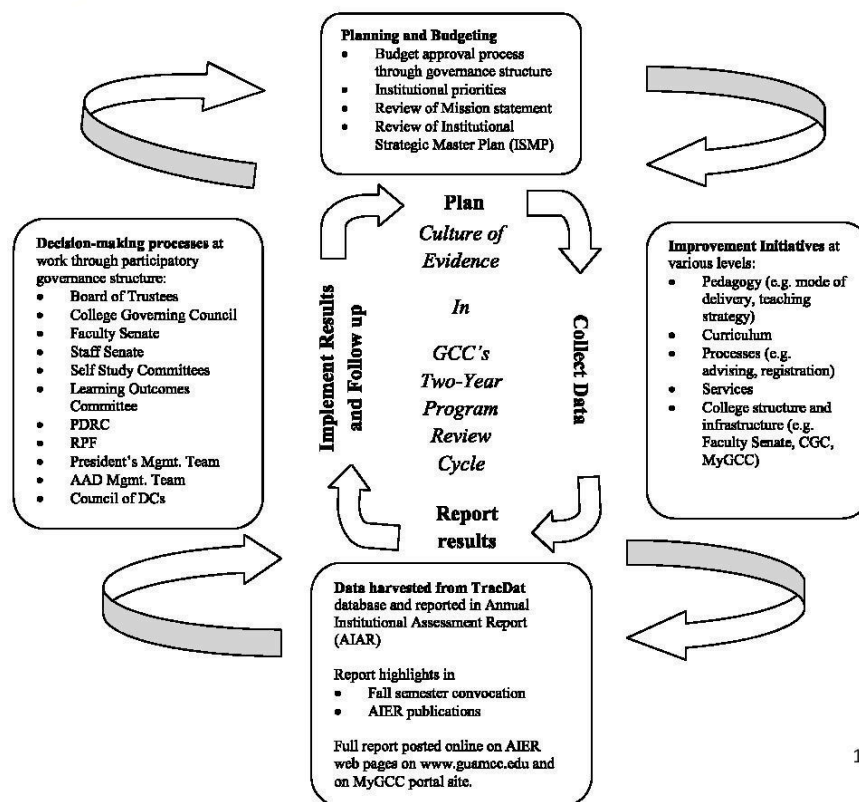 Planning and Budgeting
• Budget approval process
through governance structure
• Institutional priorities
• Review of Mission statement
• Review of Institutional
Strategic Master Plan (ISMP)
Decision-making processes at
work through participatory
governance structure:
• Board of Trustees
• College Governing Council
• Faculty Senate
• Staff Senate
• Self Study Committees
• Learning Outcomes
Committee
• PDRC
• RPF
• President's Mgmt. Team
• AAD Mgmt. Team
• Council of DCs
Implement Results
and Follow up
Plan
Culture of
Evidence
In
GCC's
Two-Year
Program
Review
Cycle
Report
results
Collect Data
Improvement Initiatives at
various levels:
• Pedagogy (e.g. mode of
delivery, teaching
strategy)
• Curriculum
• Processes (e.g.
advising, registration)
• Services
• College structure and
infrastructure (e.g.
Faculty Senate, CGC,
MyGCC)
Data harvested from TracDat
database and reported in Annual
Institutional Assessment Report
(AIAR)
Report highlights in
• Fall semester convocation
• AIER publications
Full report posted online on AIER
web pages on www.guamcc.edu and
on MyGCC portal site.
1